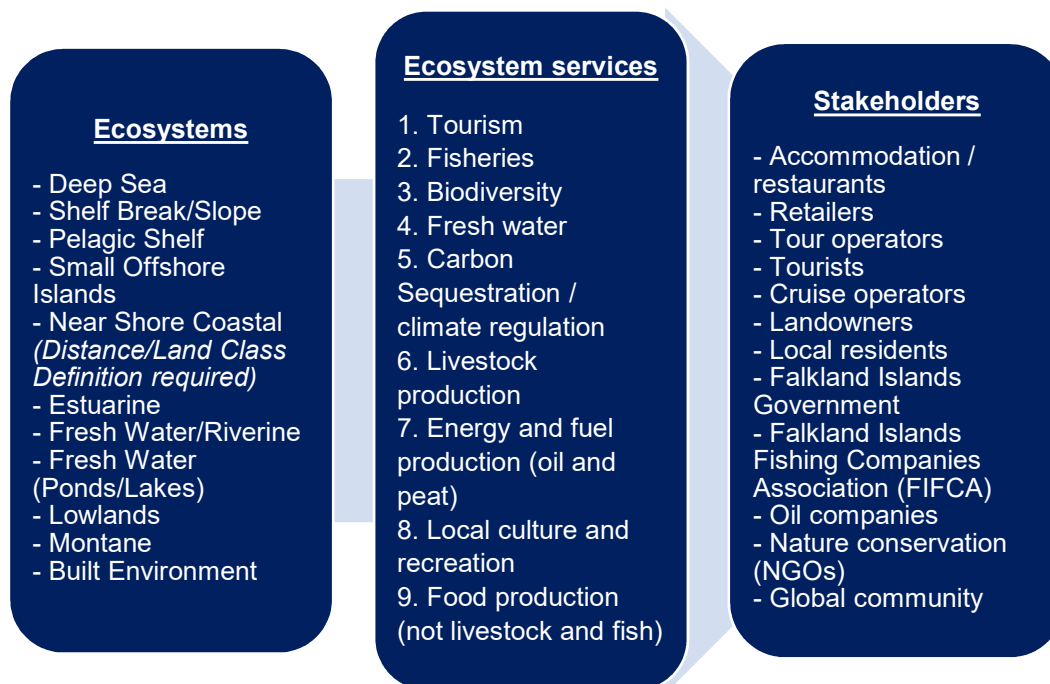 Ecosystems
- Deep Sea
- Shelf Break/Slope
- Pelagic Shelf
- Small Offshore
Islands
- Near Shore Coastal
(Distance/Land Class
Definition required)
- Estuarine
- Fresh Water/Riverine
- Fresh Water
(Ponds/Lakes)
- Lowlands
- Montane
- Built Environment
Ecosystem services
1. Tourism
2. Fisheries
3. Biodiversity
4. Fresh water
5. Carbon
Sequestration /
climate regulation
6. Livestock
production
7. Energy and fuel
production (oil and
peat)
8. Local culture and
recreation
9. Food production
(not livestock and fish)
Stakeholders
- Accommodation /
restaurants
- Retailers
- Tour operators
- Tourists
- Cruise operators
- Landowners
- Local residents
- Falkland Islands
Government
- Falkland Islands
Fishing Companies
Association (FIFCA)
- Oil companies
- Nature conservation
(NGOs)
- Global community